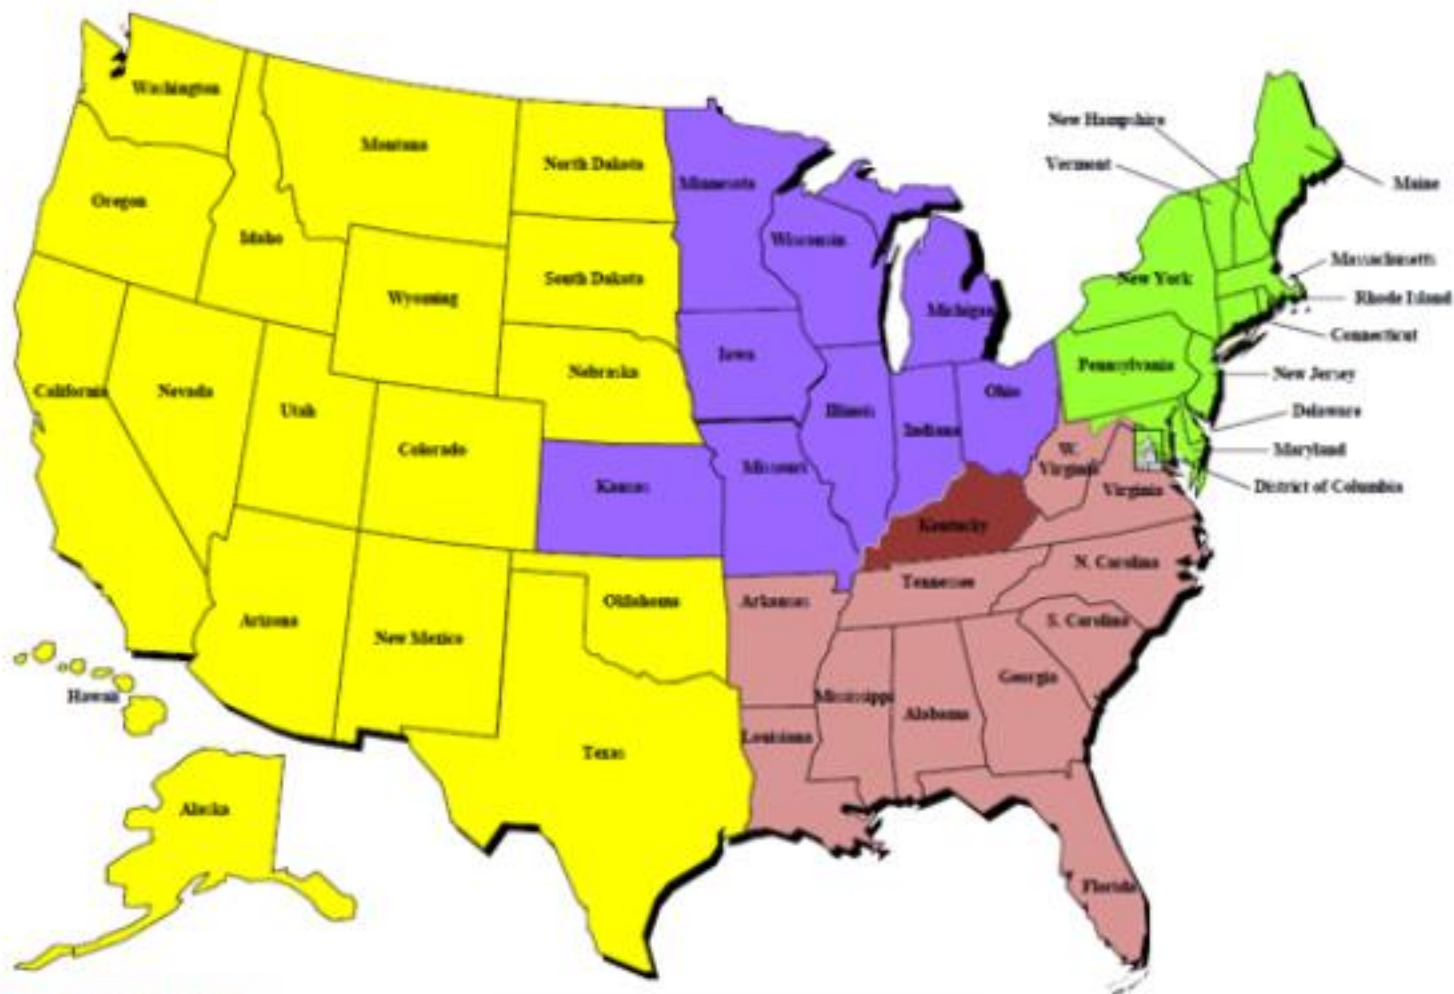 Washington
Montana
North Dakota
Minnesota
New Hampshire
Vermont
Maine
Oregon
Idaho
Wisconsin
Wyoming
South Dakota
Michigan
New York
Massachusetts
Rhode Island
Connecticut
Iowa
Nebraska
Pennsylvania
New Jersey
California
Nevada
Utah
Illinois
Ohio
Delaware
Indiana
Colorado
Missouri
W.
Virginia
Maryland
Kansas
Virginia
District of Columbia
Kentucky
N. Carolina
Tennessee
Arizona
New Mexico
Oklahoma
Arkansas
S. Carolina
Georgia
Hawaii
Mississippi
Alabama
Louisiana
Texas
Alaska
Florida